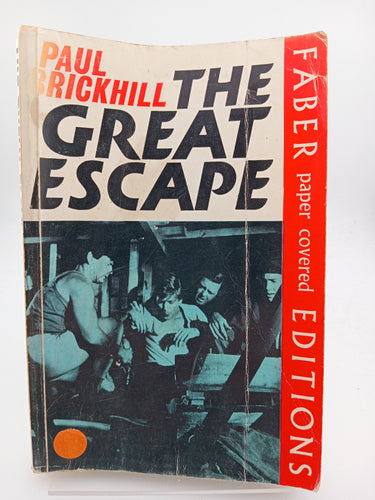 PAUL
BRICKHILL
THE
GREAT
ESCAPE
FABER paper covered EDITIONS